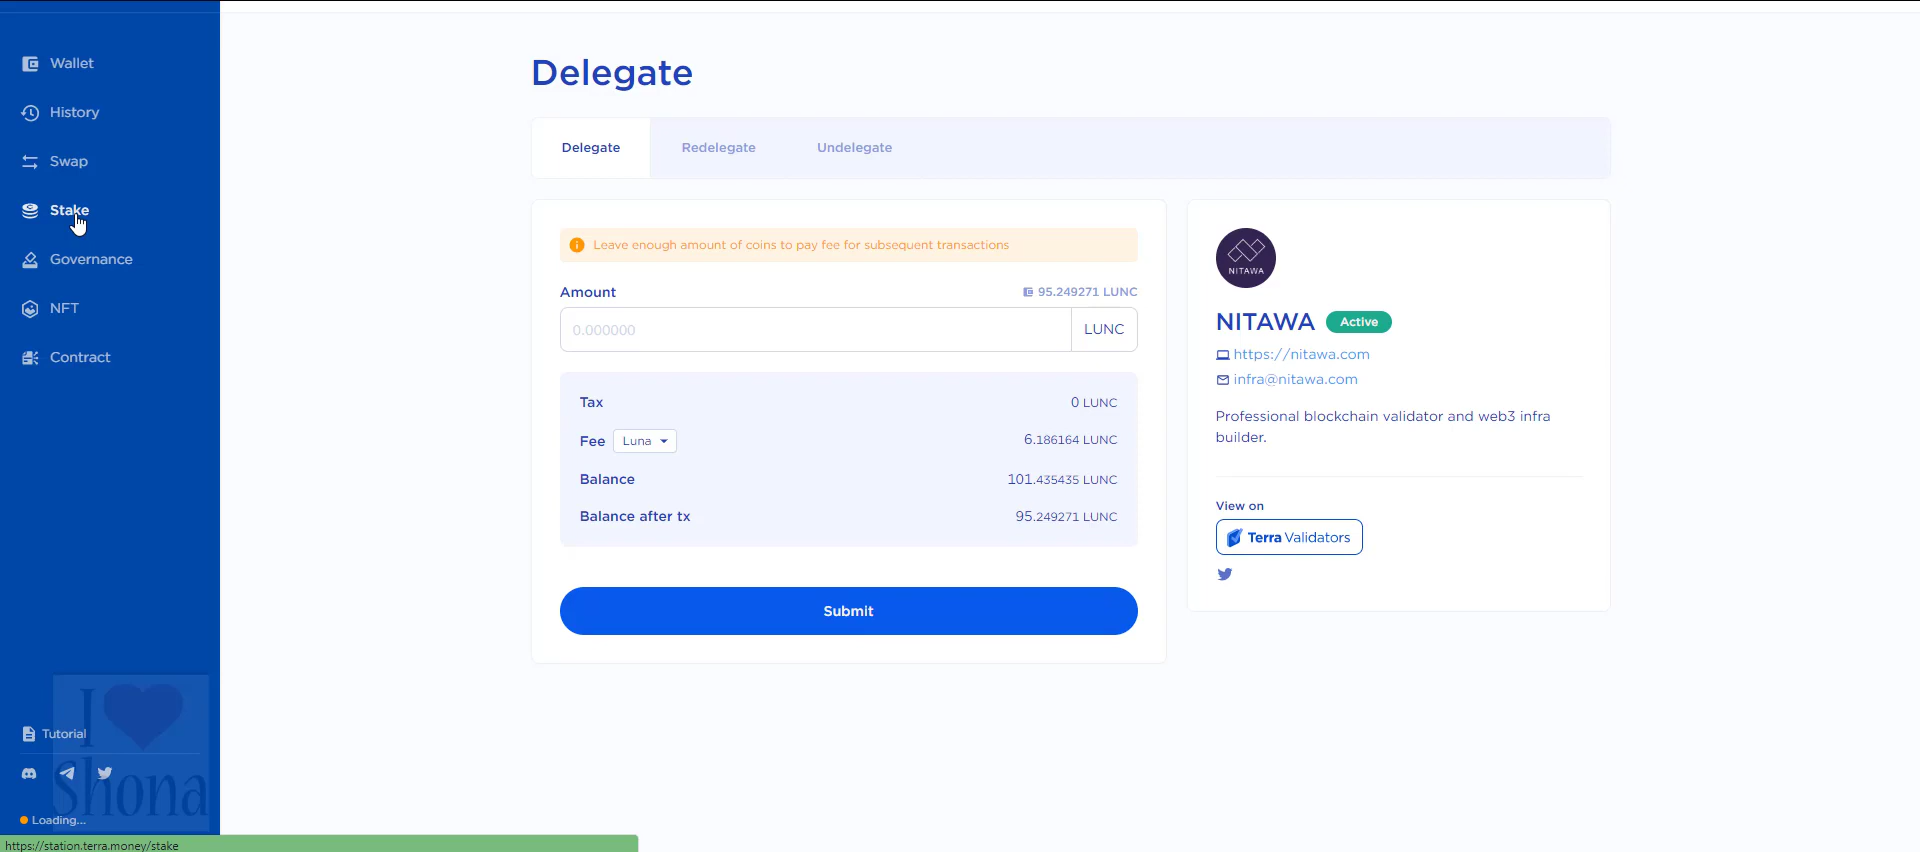 Wallet
History
Swap
Stake
Governance
NFT
Contract
Tutorial
I
Shona
Loading...
https://station.terra.money/stake
Delegate
Delegate Redelegate Undelegate
Leave enough amount of coins to pay fee for subsequent transactions
Amount 95.249271 LUNC
0.000000 LUNC
Tax 0 LUNC
Fee Luna 6.186164 LUNC
Balance 101.435435 LUNC
Balance after tx 95.249271 LUNC
Submit
NITAWA
NITAWA Active
https://nitawa.com
infra@nitawa.com
Professional blockchain validator and web3 infra
builder.
View on
Terra Validators